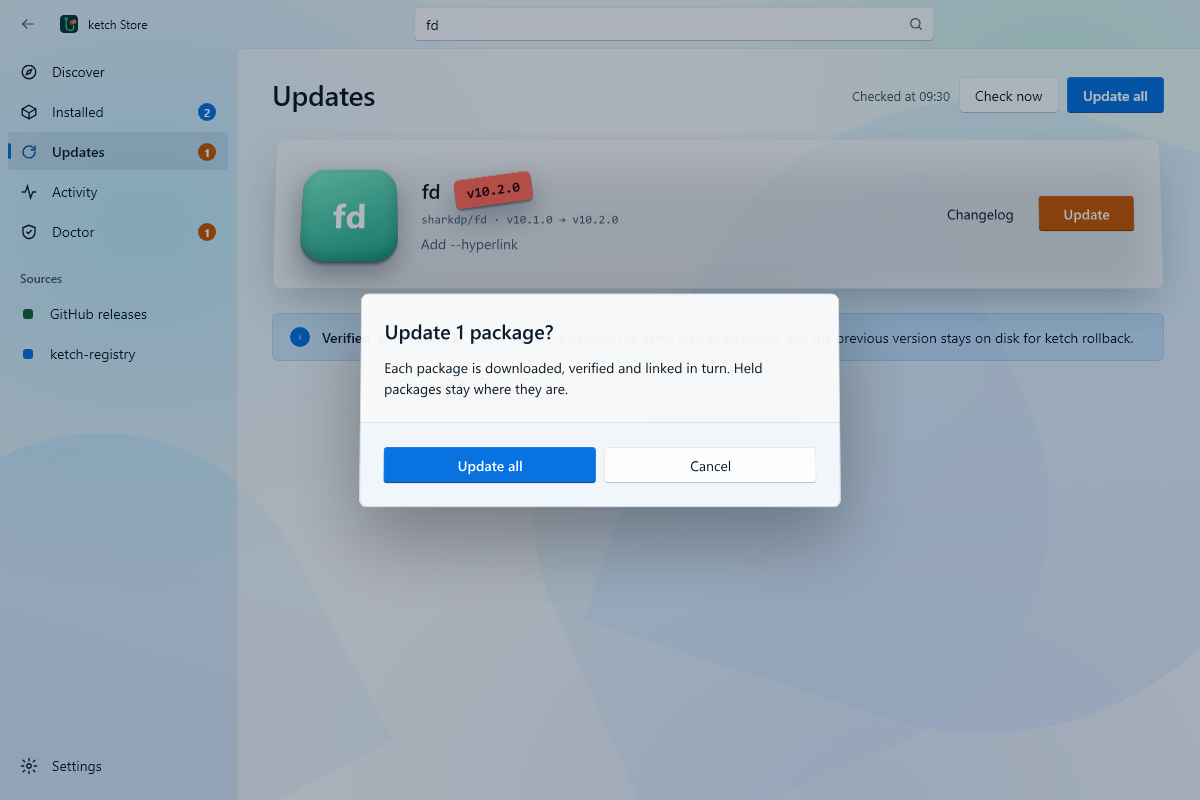 ketch Store
fd
Discover
Installed 2
Updates 1
Activity
Doctor 1
Sources
GitHub releases
ketch-registry
Settings
Updates
Checked at 09:30
Check now
Update all
fd
fd v10.2.0
sharkdp/fd · v10.1.0 → v10.2.0
Add --hyperlink
Changelog
Update
Verified, is verified the same way as an install, and the previous version stays on disk for ketch rollback.
Update 1 package?
Each package is downloaded, verified and linked in turn. Held
packages stay where they are.
Update all
Cancel